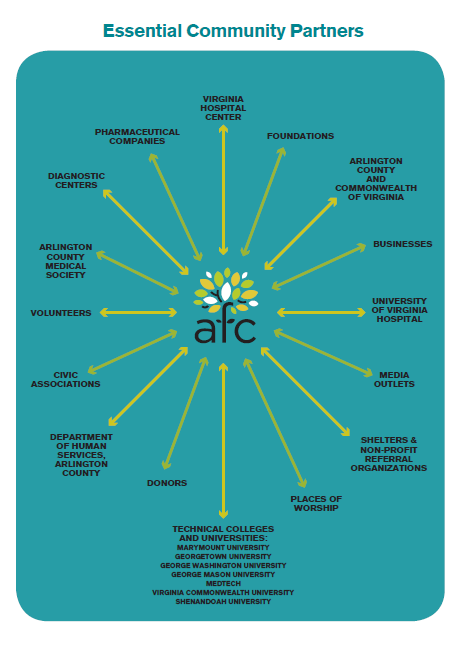 Essential Community Partners
VIRGINIA
HOSPITAL
CENTER
PHARMACEUTICAL
COMPANIES
FOUNDATIONS
DIAGNOSTIC
CENTERS
ARLINGTON
COUNTY
AND
COMMONWEALTH
OF VIRGINIA
ARLINGTON
COUNTY
MEDICAL
SOCIETY
BUSINESSES
VOLUNTEERS
afc
UNIVERSITY
OF VIRGINIA
HOSPITAL
CIVIC
ASSOCIATIONS
MEDIA
OUTLETS
DEPARTMENT
OF HUMAN
SERVICES,
ARLINGTON
COUNTY
SHELTERS &
NON-PROFIT
REFERRAL
ORGANIZATIONS
DONORS
PLACES OF
WORSHIP
TECHNICAL COLLEGES
AND UNIVERSITIES:
MARYMOUNT UNIVERSITY
GEORGETOWN UNIVERSITY
GEORGE WASHINGTON UNIVERSITY
GEORGE MASON UNIVERSITY
MEDTECH
VIRGINIA COMMONWEALTH UNIVERSITY
SHENANDOAH UNIVERSITY